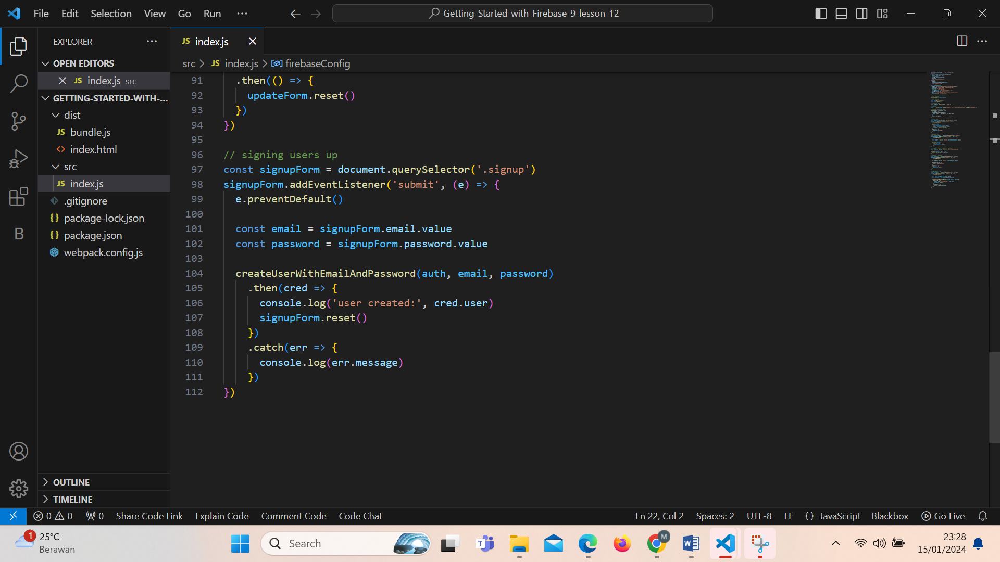 File Edit Selection View Go Run ···
Getting-Started-with-Firebase-9-lesson-12
EXPLORER
OPEN EDITORS
JS index.js src
GETTING-STARTED-WITH-...
dist
JS bundle.js
<> index.html
src
JS index.js
.gitignore
{} package-lock.json
{} package.json
webpack.config.js
OUTLINE
TIMELINE
B
JS index.js
src > JS index.js > firebaseConfig
91 .then(() => {
92 updateForm.reset()
93 })
94 })
95
96 // signing users up
97 const signupForm = document.querySelector('.signup')
98 signupForm.addEventListener('submit', (e) => {
99 e.preventDefault()
100
101 const email = signupForm.email.value
102 const password = signupForm.password.value
103
104 createUserWithEmailAndPassword(auth, email, password)
105 .then(cred => {
106 console.log('user created:', cred.user)
107 signupForm.reset()
108 })
109 .catch(err => {
110 console.log(err.message)
111 })
112 })
0 0 0 Share Code Link Explain Code Comment Code Code Chat Ln 22, Col 2 Spaces: 2 UTF-8 LF {} JavaScript Blackbox Go Live
1 25°C
Berawan
Search
T
M
W
23:28
15/01/2024